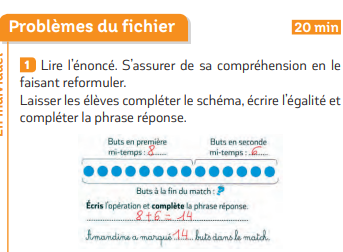 Problèmes du fichier
20 min
1 Lire l'énoncé. S'assurer de sa compréhension en le
faisant reformuler.
Laisser les élèves compléter le schéma, écrire l'égalité et
compléter la phrase réponse.
Buts en première
mi-temps : 8
Buts en seconde
mi-temps : 6
Buts à la fin du match : ?
Écris l'opération et complète la phrase réponse.
8 + 6 = 14
Amandine a marqué 14 buts dans le match.